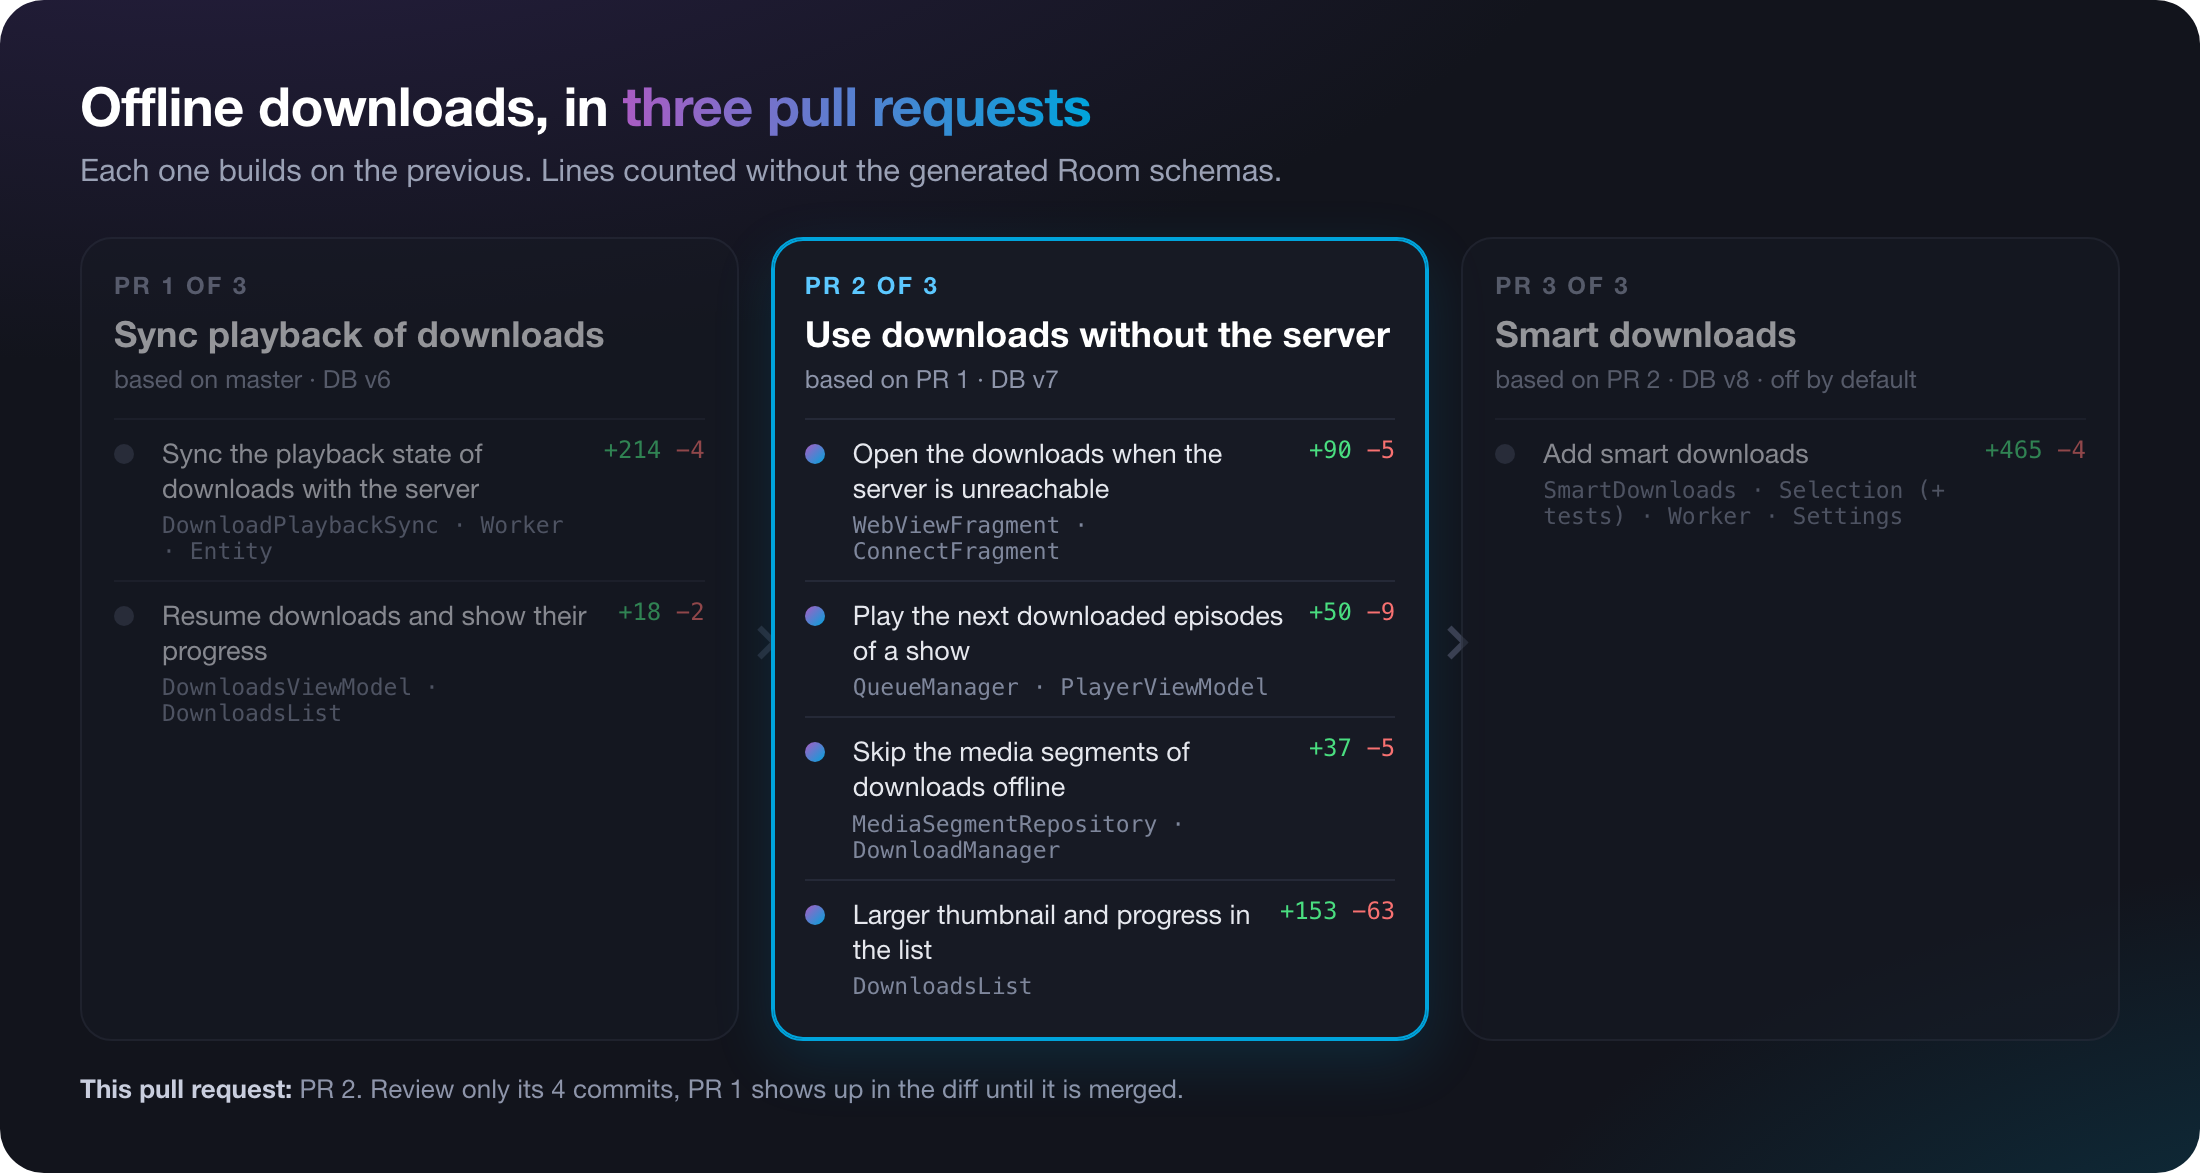 Offline downloads, in three pull requests
Each one builds on the previous. Lines counted without the generated Room schemas.
PR 1 OF 3
Sync playback of downloads
based on master · DB v6
Sync the playback state of
downloads with the server
+214 −4
DownloadPlaybackSync · Worker
· Entity
Resume downloads and show their
progress
+18 −2
DownloadsViewModel ·
DownloadsList
PR 2 OF 3
Use downloads without the server
based on PR 1 · DB v7
Open the downloads when the
server is unreachable
+90 −5
WebViewFragment ·
ConnectFragment
Play the next downloaded episodes
of a show
+50 −9
QueueManager · PlayerViewModel
Skip the media segments of
downloads offline
+37 −5
MediaSegmentRepository ·
DownloadManager
Larger thumbnail and progress in
the list
+153 −63
DownloadsList
PR 3 OF 3
Smart downloads
based on PR 2 · DB v8 · off by default
Add smart downloads
+465 −4
SmartDownloads · Selection (+
tests) · Worker · Settings
This pull request: PR 2. Review only its 4 commits, PR 1 shows up in the diff until it is merged.